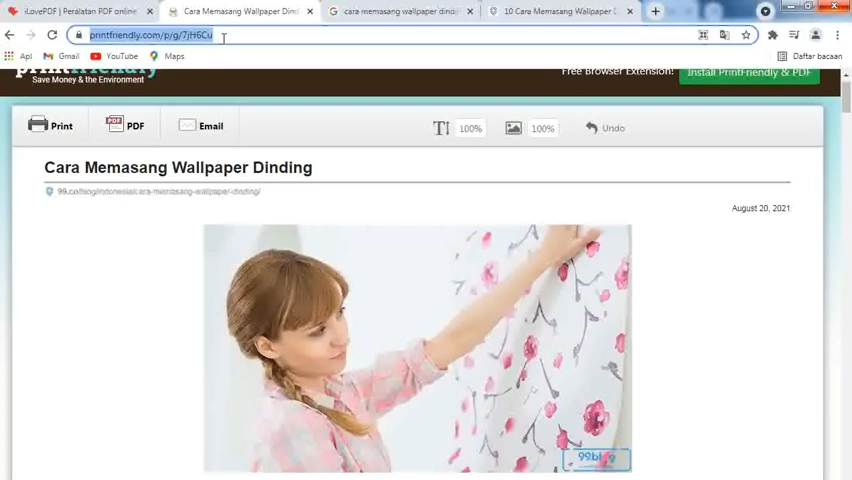 iLovePDF | Peralatan PDF online
Cara Memasang Wallpaper Dind
cara memasang wallpaper dindi
10 Cara Memasang Wallpaper D
printfriendly.com/p/g/7jH6Cu
Apl
Gmail
YouTube
Maps
Daftar bacaan
printfriendly
Save Money & the Environment
Free Browser Extension:
Install PrintFriendly & PDF
Print
PDF
Email
100%
100%
Undo
Cara Memasang Wallpaper Dinding
99.co/blog/indonesia/cara-memasang-wallpaper-dinding/
August 20, 2021